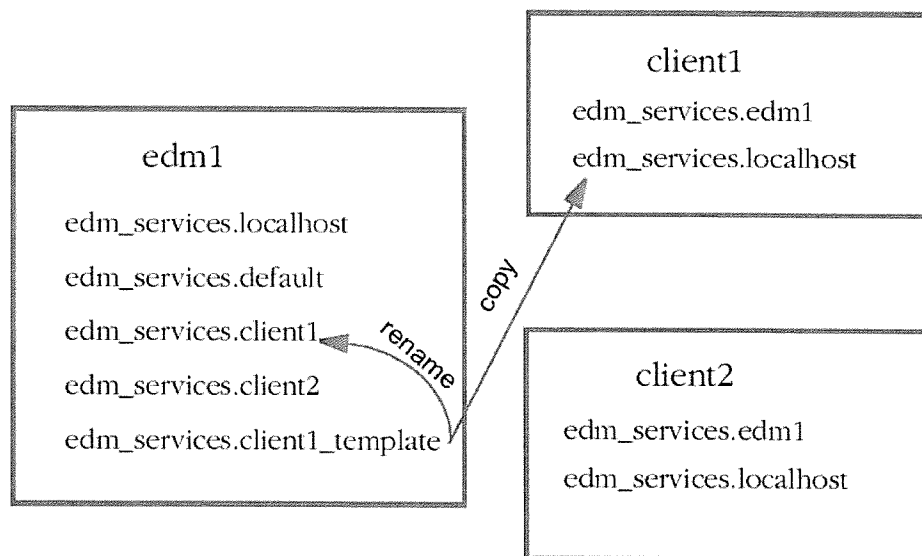 edm1
edm_services.localhost
edm_services.default
edm_services.client1
edm_services.client2
edm_services.client1_template
rename
copy
client1
edm_services.edm1
edm_services.localhost
client2
edm_services.edm1
edm_services.localhost